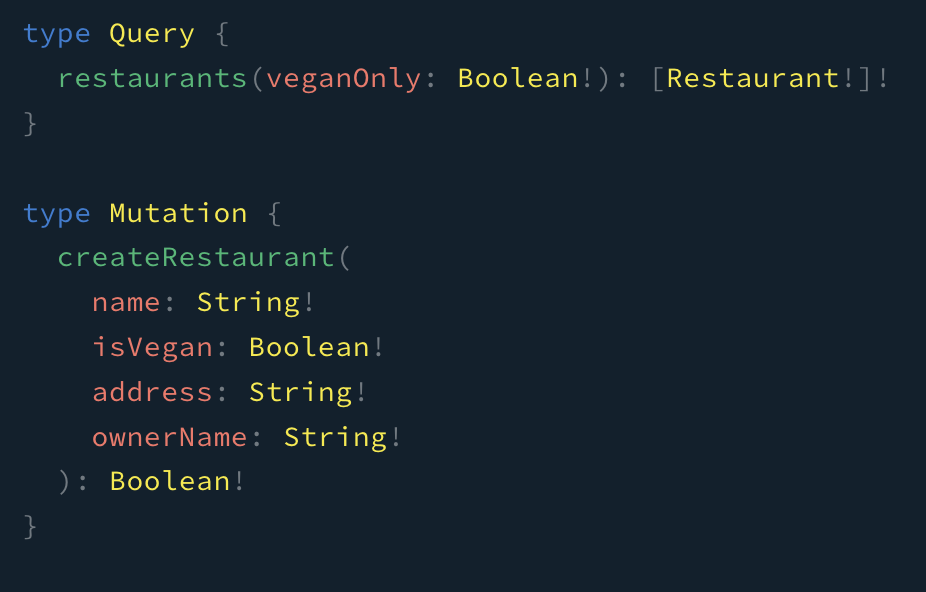 type Query {
  restaurants(veganOnly: Boolean!): [Restaurant!]!
}
type Mutation {
  createRestaurant(
    name: String!
    isVegan: Boolean!
    address: String!
    ownerName: String!
  ): Boolean!
}